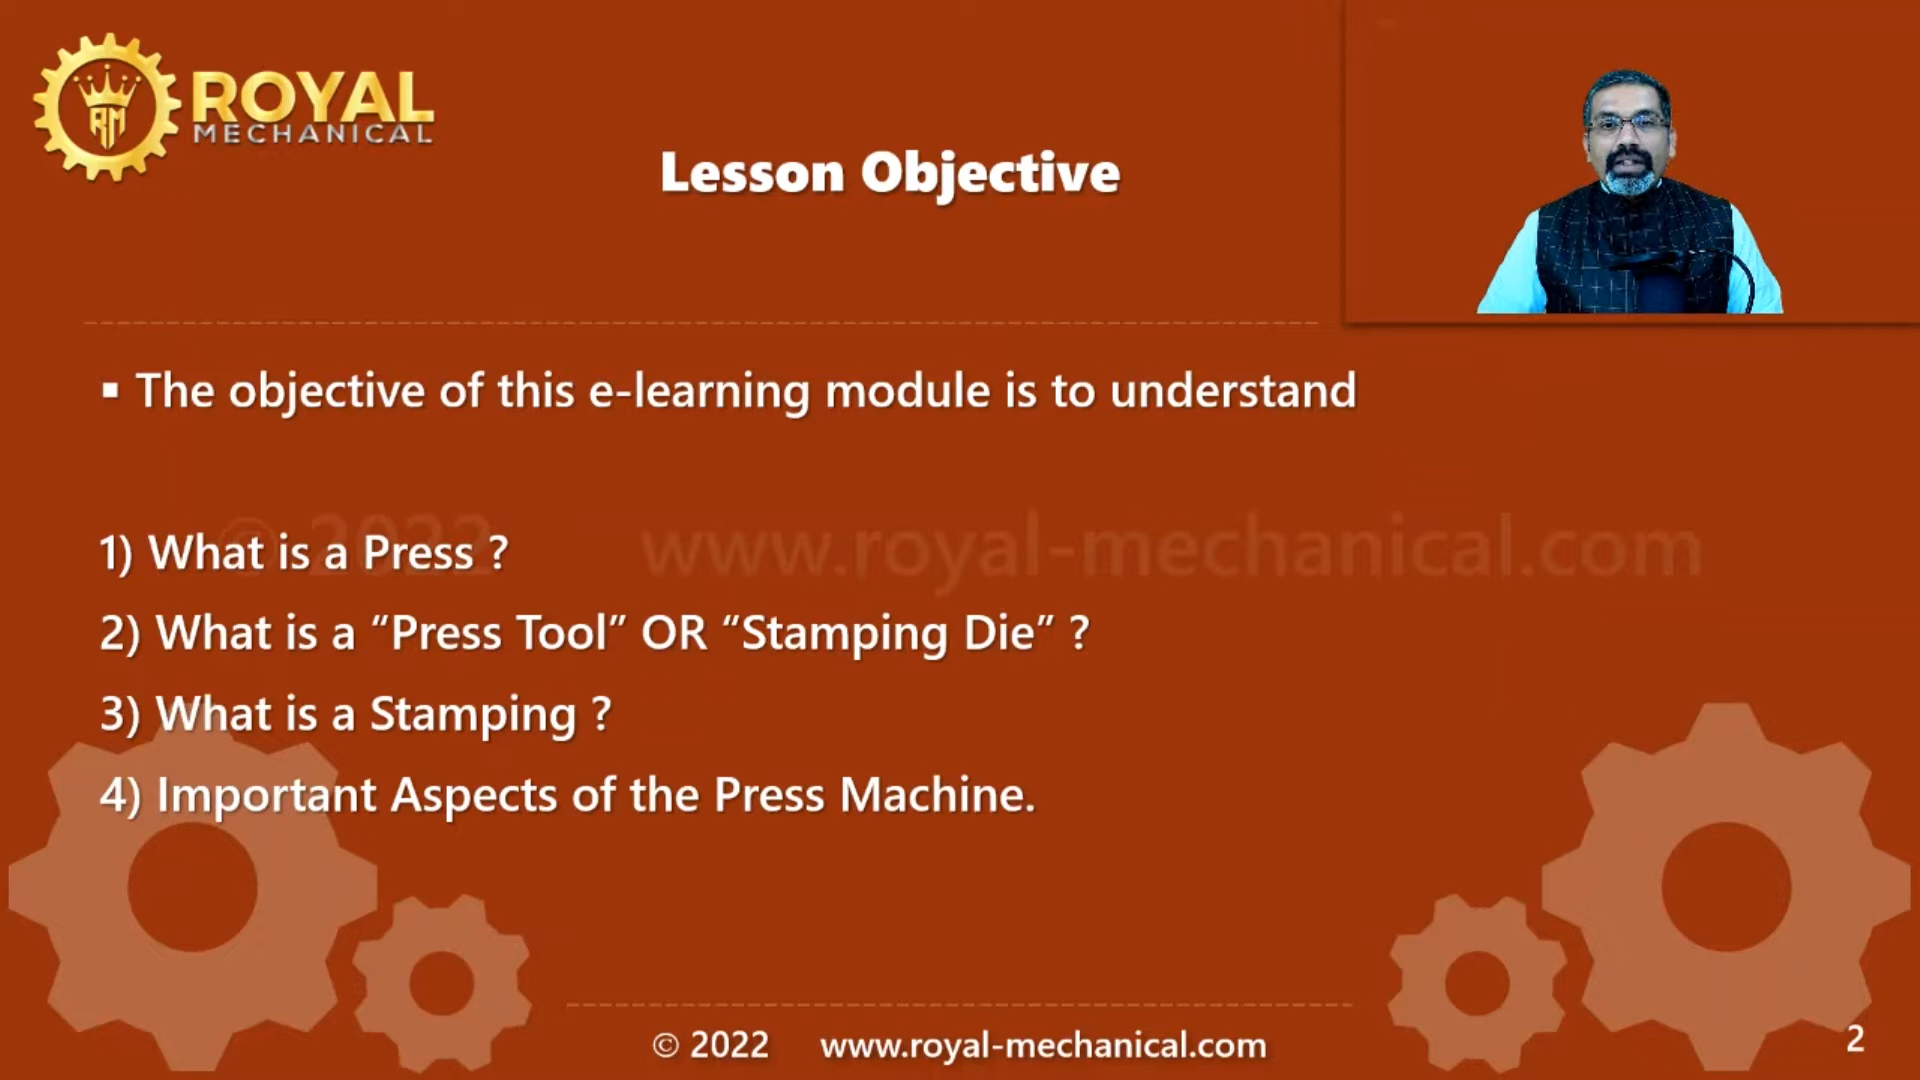 RM
ROYAL
MECHANICAL
Lesson Objective
▪ The objective of this e-learning module is to understand
© 2022 www.royal-mechanical.com
1) What is a Press ?
2) What is a “Press Tool” OR “Stamping Die” ?
3) What is a Stamping ?
4) Important Aspects of the Press Machine.
© 2022 www.royal-mechanical.com
2